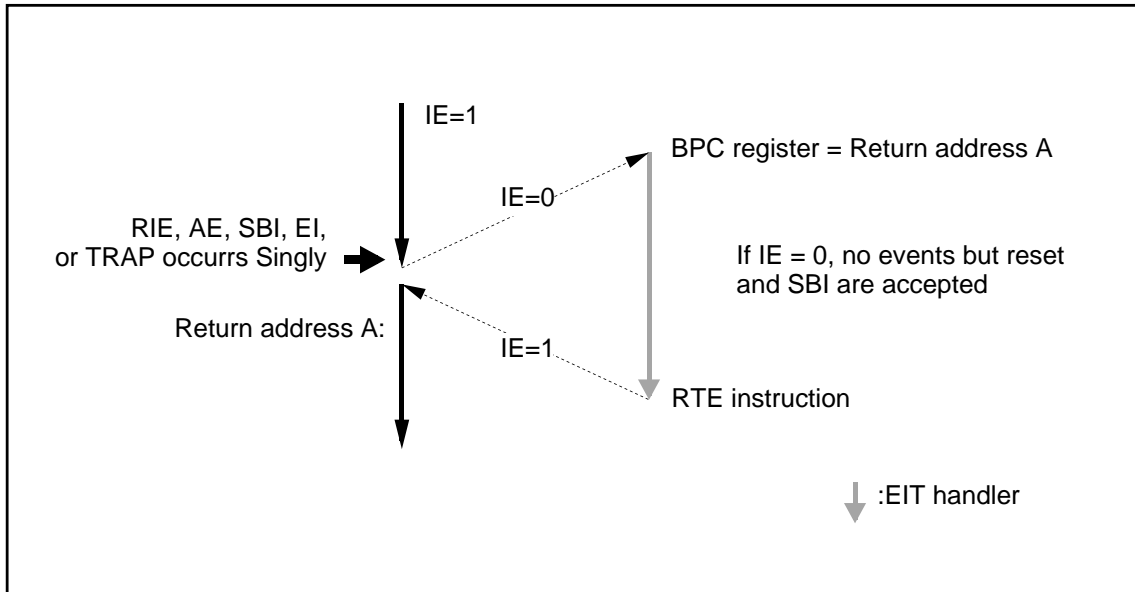 IE=1
BPC register = Return address A
IE=0
RIE, AE, SBI, EI,
or TRAP occurrs Singly
If IE = 0, no events but reset
and SBI are accepted
Return address A:
IE=1
RTE instruction
:EIT handler